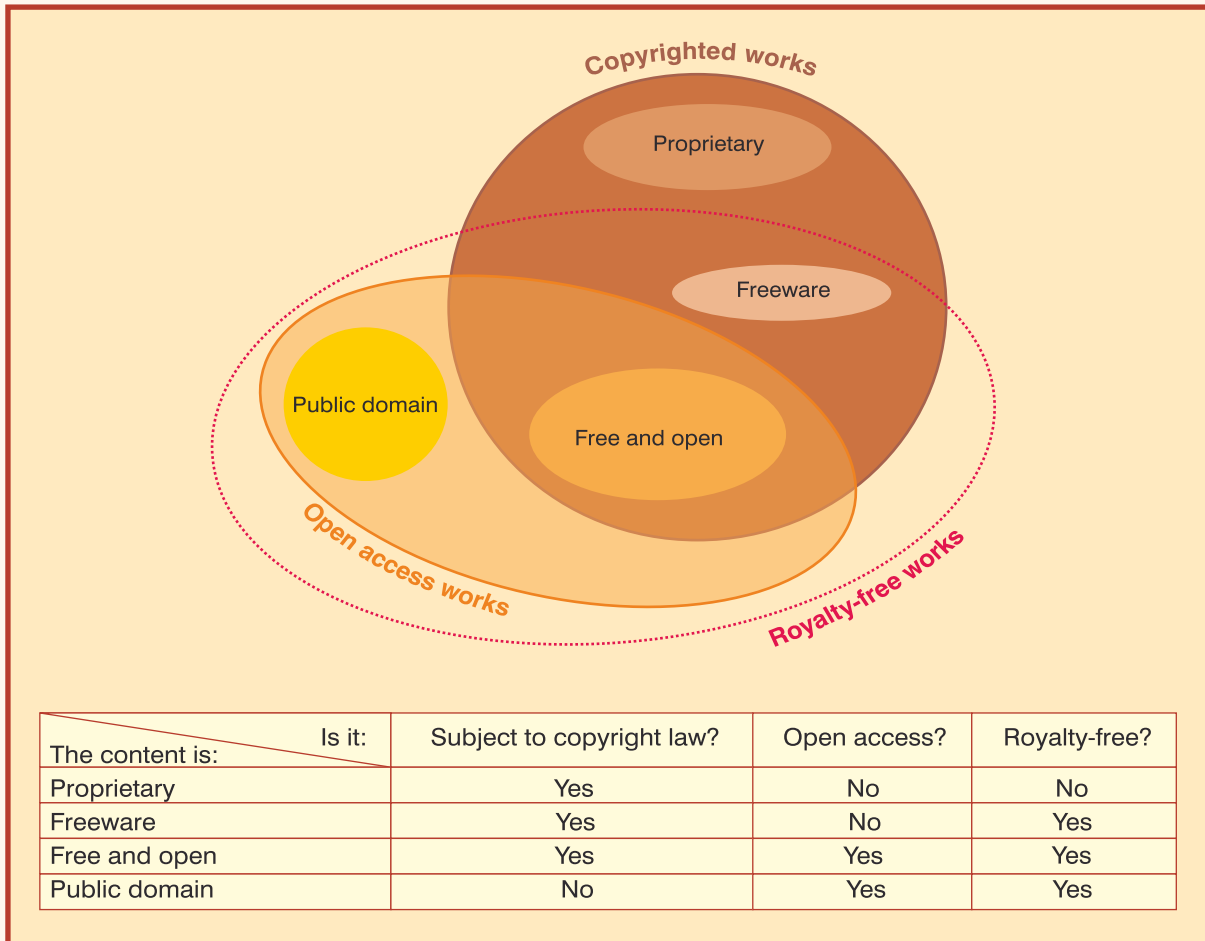 Copyrighted works
Proprietary
Freeware
Public domain
Free and open
Open access works
Royalty-free works
Is it:
The content is:
Subject to copyright law?
Open access?
Royalty-free?
Proprietary Yes No No
Freeware Yes No Yes
Free and open Yes Yes Yes
Public domain No Yes Yes